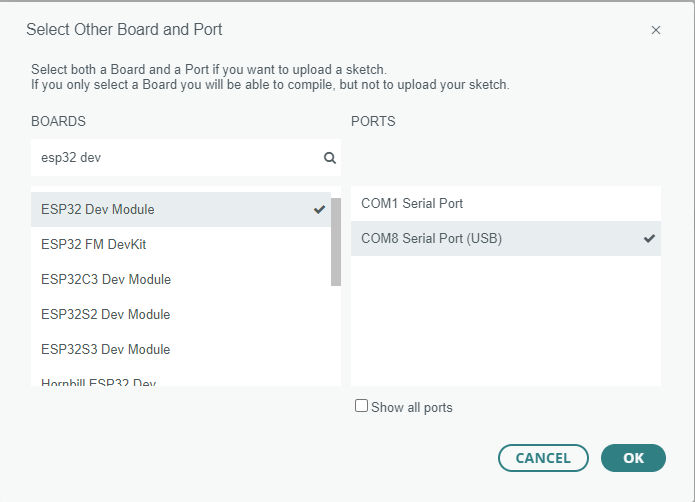 Select Other Board and Port
Select both a Board and a Port if you want to upload a sketch.
If you only select a Board you will be able to compile, but not to upload your sketch.
BOARDS
esp32 dev
ESP32 Dev Module
ESP32 FM DevKit
ESP32C3 Dev Module
ESP32S2 Dev Module
ESP32S3 Dev Module
Hornbill ESP32 Dev
PORTS
COM1 Serial Port
COM8 Serial Port (USB)
Show all ports
CANCEL
OK